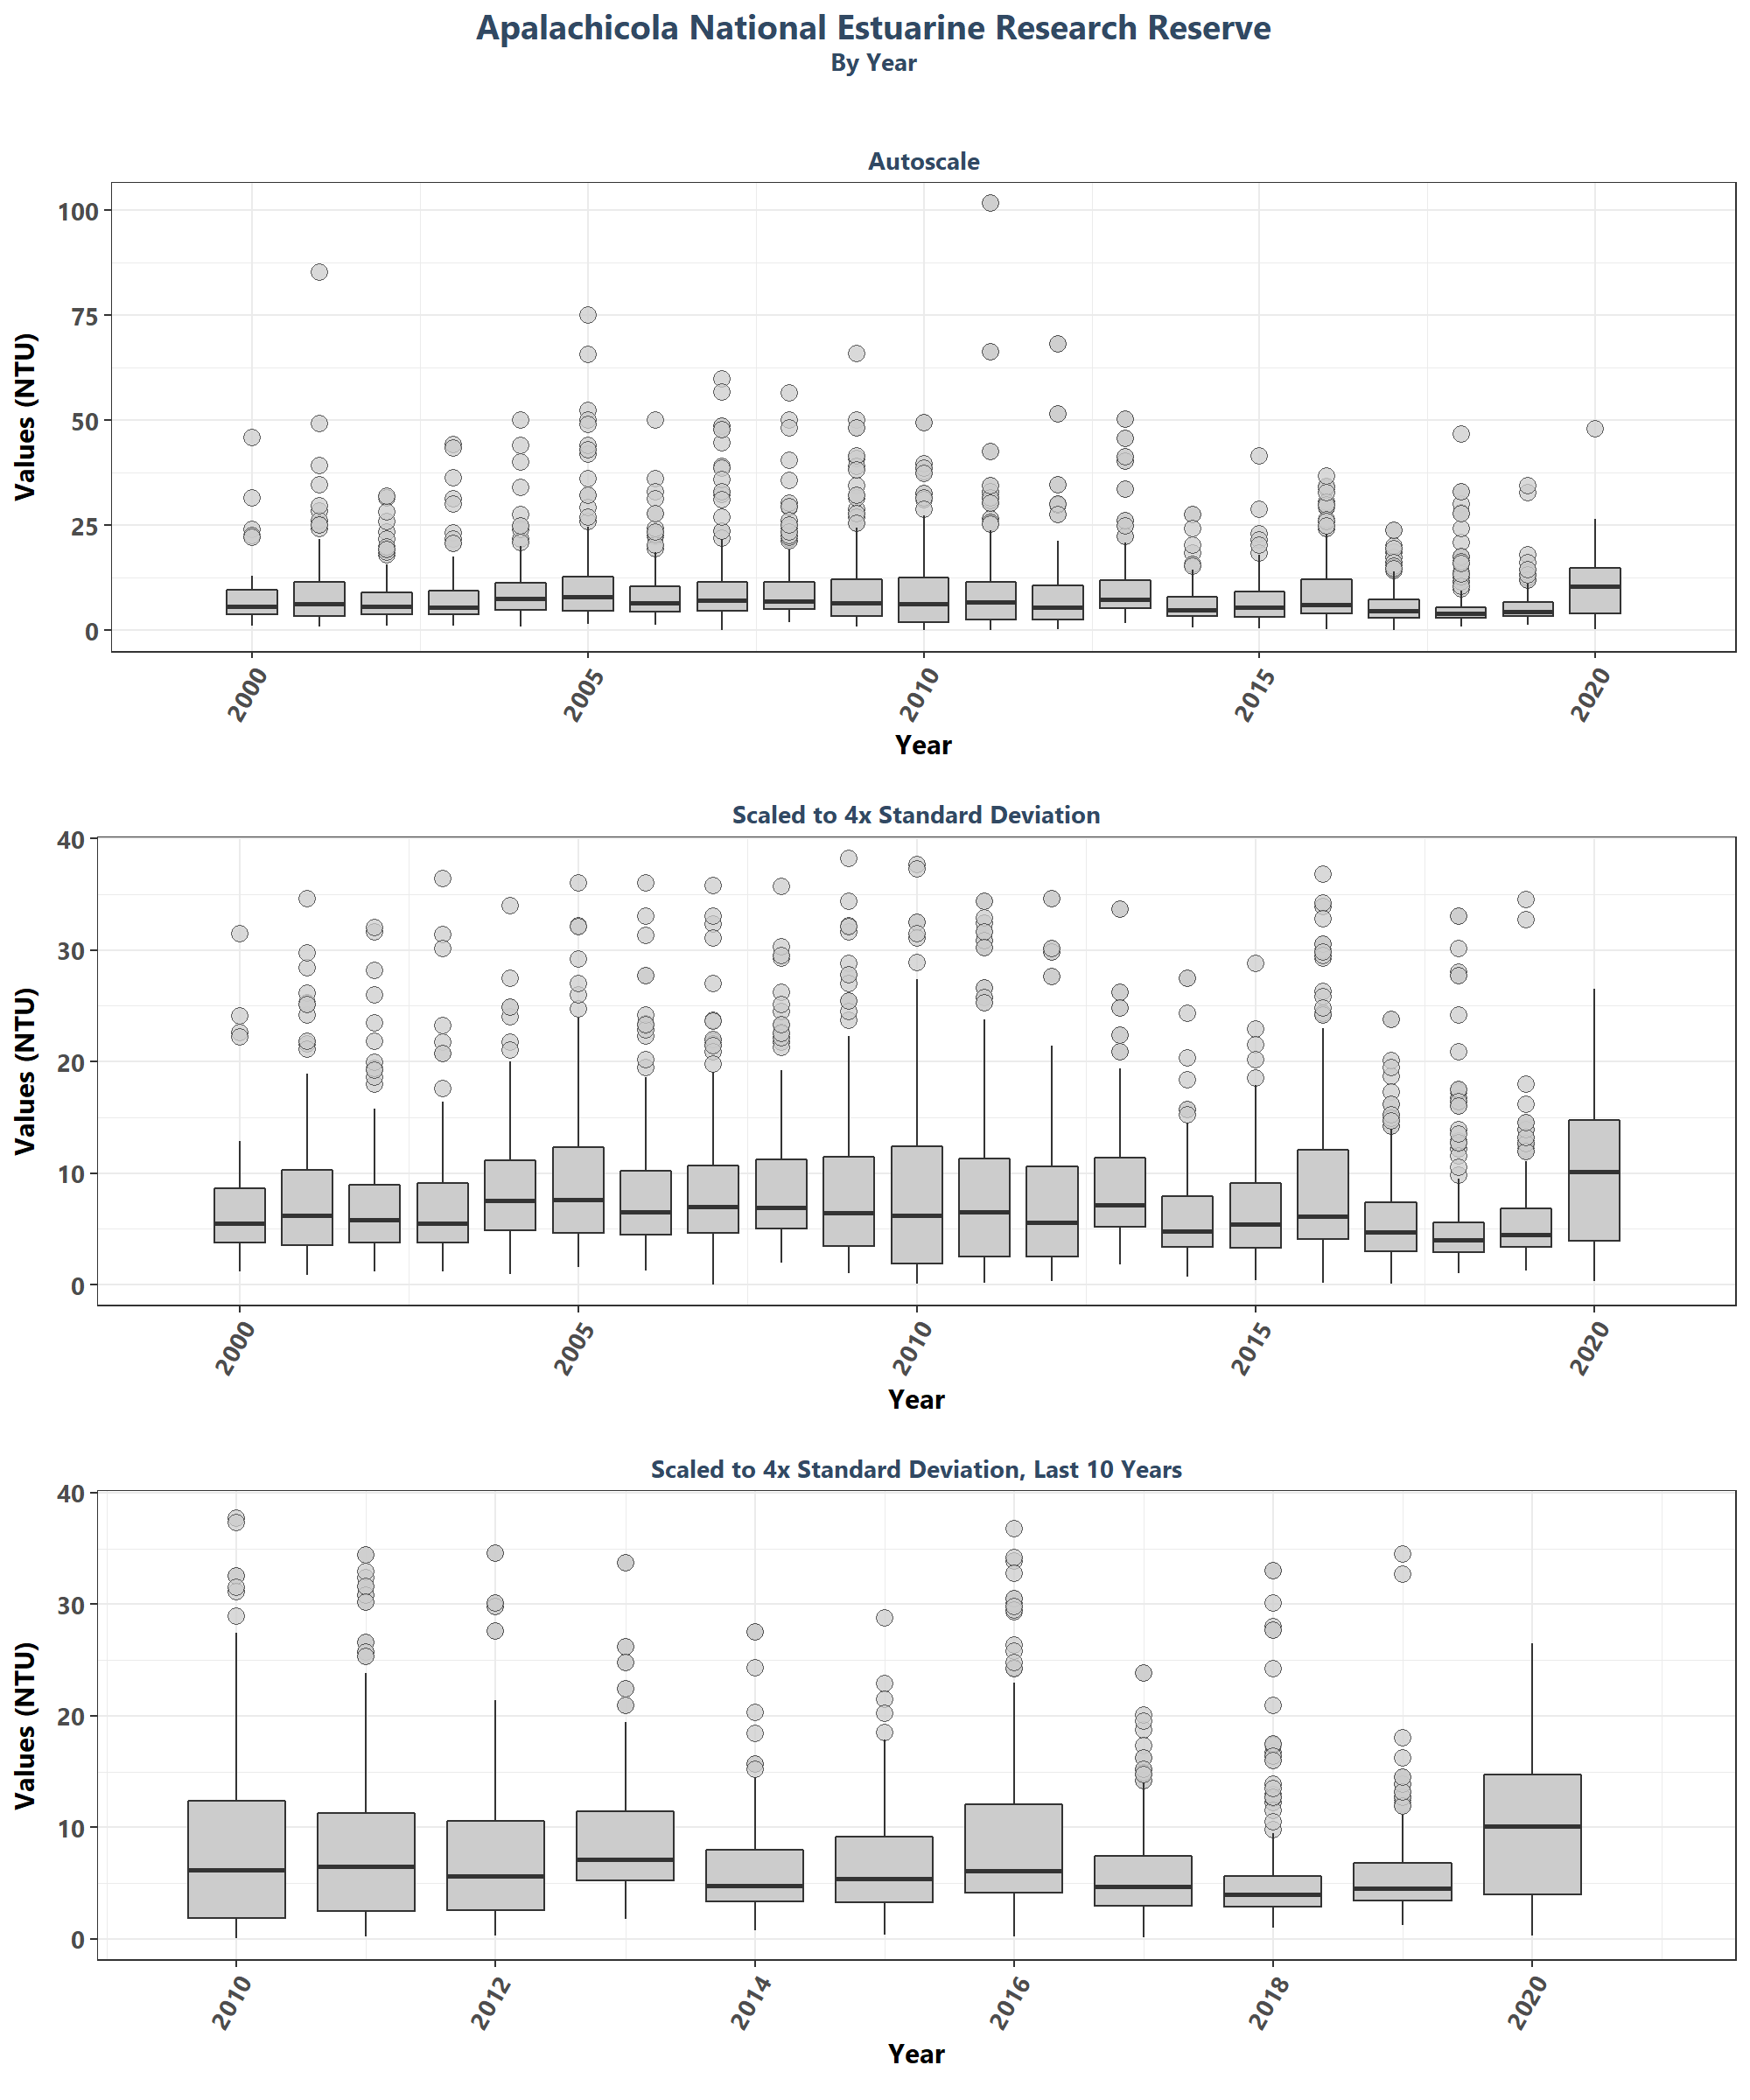 Apalachicola National Estuarine Research Reserve
By Year
Autoscale
Values (NTU)
100
75
50
25
0
2000
2005
2010
2015
2020
Year
Scaled to 4x Standard Deviation
Values (NTU)
40
30
20
10
0
2000
2005
2010
2015
2020
Year
Scaled to 4x Standard Deviation, Last 10 Years
Values (NTU)
40
30
20
10
0
2010
2012
2014
2016
2018
2020
Year